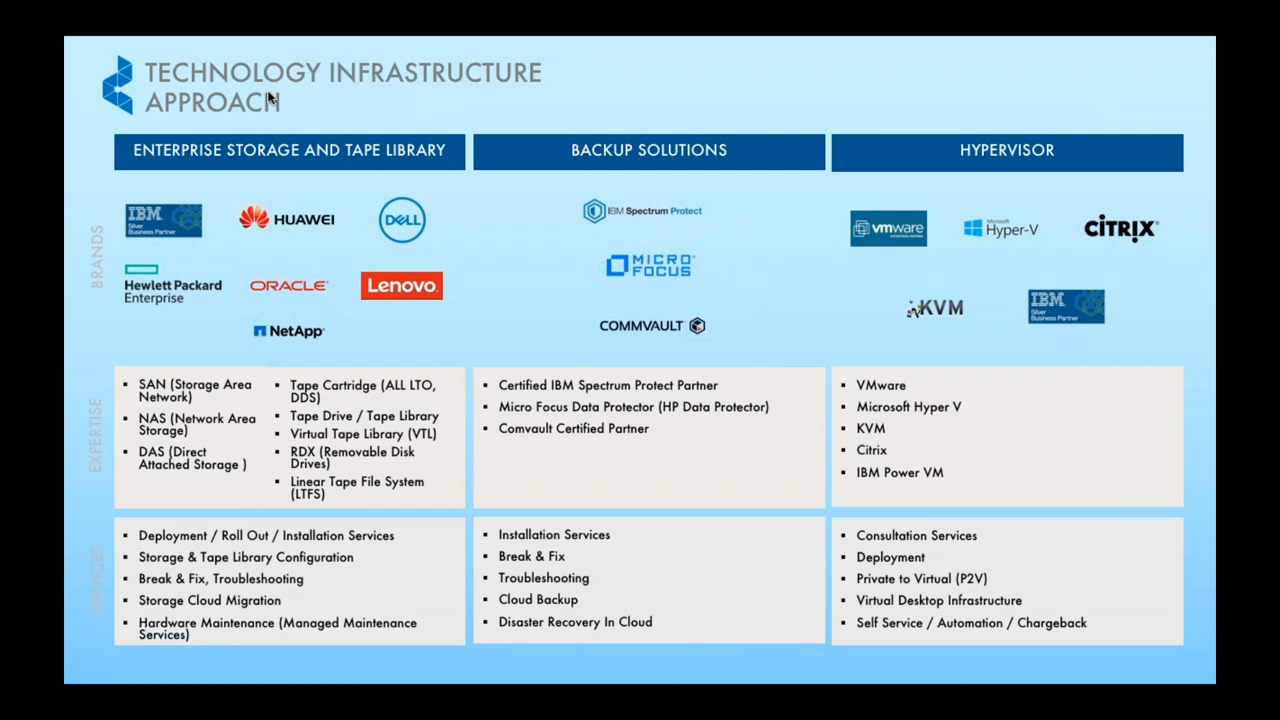 TECHNOLOGY INFRASTRUCTURE
APPROACH
ENTERPRISE STORAGE AND TAPE LIBRARY
BACKUP SOLUTIONS
HYPERVISOR
BRANDS
IBM
Silver
Business Partner
HUAWEI
DELL
Hewlett Packard
Enterprise
ORACLE
Lenovo
NetApp
IBM Spectrum Protect
MICRO
FOCUS
COMMVAULT
vmware
Microsoft
Hyper-V
CITRIX
KVM
IBM
Silver
Business Partner
EXPERTISE
SAN (Storage Area
Network)
NAS (Network Area
Storage)
DAS (Direct
Attached Storage )
Tape Cartridge (ALL LTO,
DDS)
Tape Drive / Tape Library
Virtual Tape Library (VTL)
RDX (Removable Disk
Drives)
Linear Tape File System
(LTFS)
Certified IBM Spectrum Protect Partner
Micro Focus Data Protector (HP Data Protector)
Comvault Certified Partner
VMware
Microsoft Hyper V
KVM
Citrix
IBM Power VM
SERVICES
Deployment / Roll Out / Installation Services
Storage & Tape Library Configuration
Break & Fix, Troubleshooting
Storage Cloud Migration
Hardware Maintenance (Managed Maintenance
Services)
Installation Services
Break & Fix
Troubleshooting
Cloud Backup
Disaster Recovery In Cloud
Consultation Services
Deployment
Private to Virtual (P2V)
Virtual Desktop Infrastructure
Self Service / Automation / Chargeback